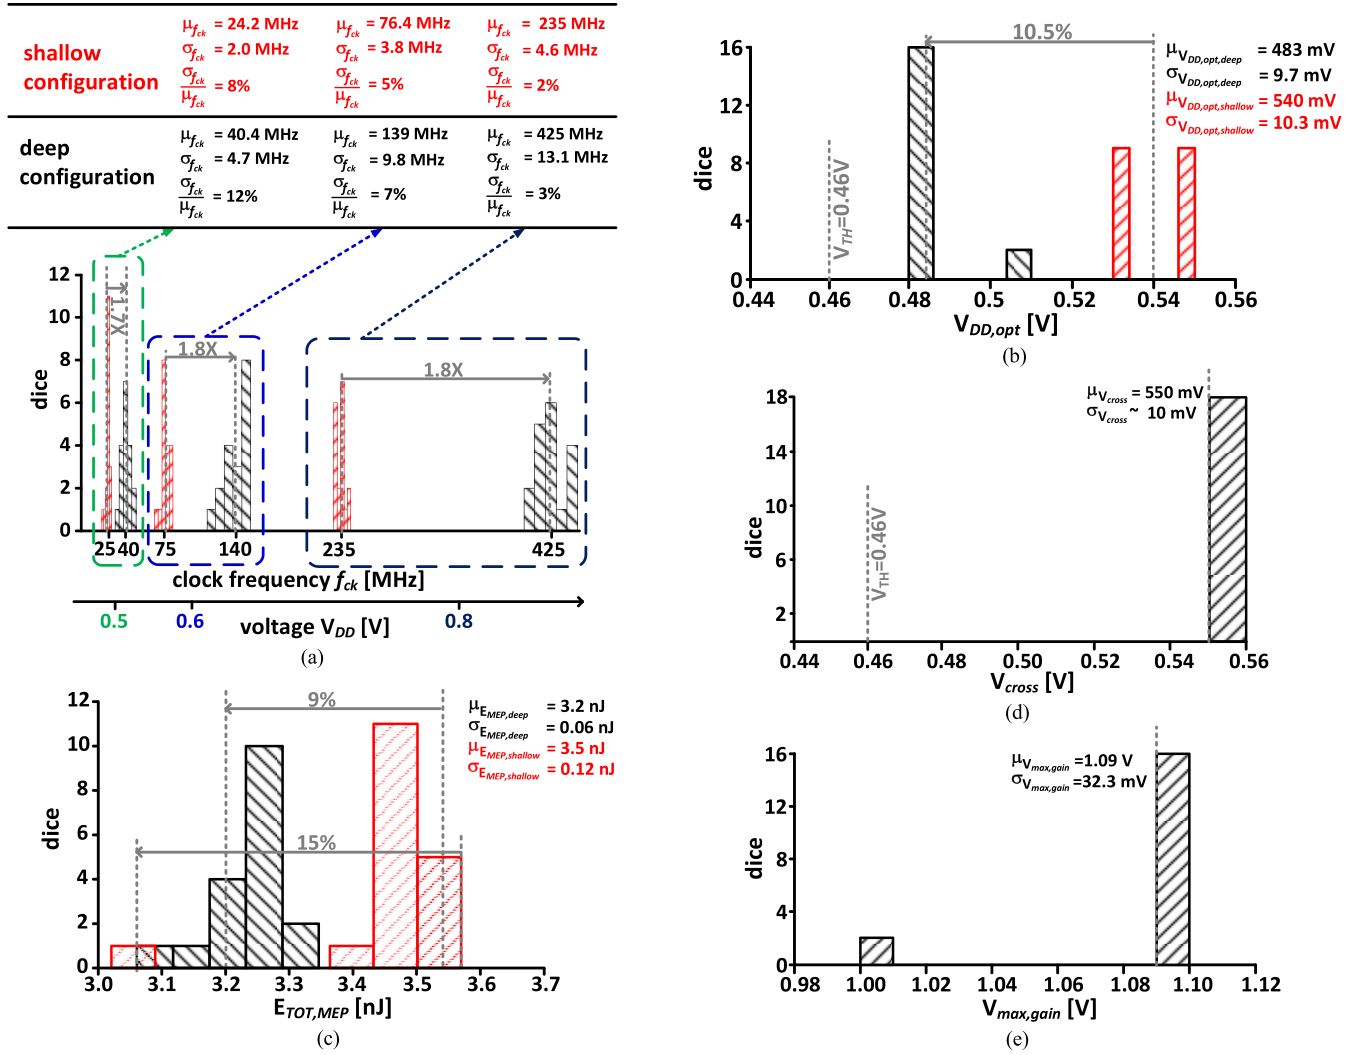 shallow
configuration
μfck = 24.2 MHz
σfck = 2.0 MHz
σfck
μfck = 8%
μfck = 76.4 MHz
σfck = 3.8 MHz
σfck
μfck = 5%
μfck = 235 MHz
σfck = 4.6 MHz
σfck
μfck = 2%
deep
configuration
μfck = 40.4 MHz
σfck = 4.7 MHz
σfck
μfck = 12%
μfck = 139 MHz
σfck = 9.8 MHz
σfck
μfck = 7%
μfck = 425 MHz
σfck = 13.1 MHz
σfck
μfck = 3%
12
10
8
6
4
2
0
dice
1.7X
1.8X
1.8X
25 40 75 140 235 425
clock frequency fck [MHz]
0.5 0.6 0.8
voltage VDD [V]
(a)
16
12
8
4
0
dice
10.5%
VTH=0.46V
μVDD,opt,deep = 483 mV
σVDD,opt,deep = 9.7 mV
μVDD,opt,shallow = 540 mV
σVDD,opt,shallow = 10.3 mV
0.44 0.46 0.48 0.5 0.52 0.54 0.56
VDD,opt [V]
(b)
12
10
8
6
4
2
0
dice
9%
15%
μEMEP,deep = 3.2 nJ
σEMEP,deep = 0.06 nJ
μEMEP,shallow = 3.5 nJ
σEMEP,shallow = 0.12 nJ
3.0 3.1 3.2 3.3 3.4 3.5 3.6 3.7
ETOT,MEP [nJ]
(c)
18
14
10
6
2
dice
VTH=0.46V
μVcross = 550 mV
σVcross ~ 10 mV
0.44 0.46 0.48 0.50 0.52 0.54 0.56
Vcross [V]
(d)
16
12
8
4
0
dice
μVmax,gain =1.09 V
σVmax,gain =32.3 mV
0.98 1.00 1.02 1.04 1.06 1.08 1.10 1.12
Vmax,gain [V]
(e)